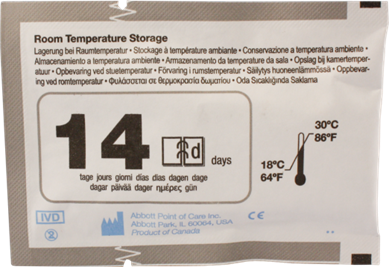 Room Temperature Storage
Lagerung bei Raumtemperatur • Stockage à température ambiante • Conservazione a temperatura ambiente •
Almacenamiento a temperatura ambiente • Armazenamento da temperatura da sala • Opslag bij kamertemper-
atuur • Opbevaring ved stuetemperatur • Förvaring i rumstemperatur • Säilytys huoneenlämmössä • Oppbevar-
ing ved romtemperatur • Φυλάσσεται σε θερμοκρασία δωματίου • Oda Sıcaklığında Saklama
14 d days
tage jours giorni días dias dagen dage
dagar päivää dager ημέρες gün
30°C
86°F
18°C
64°F
IVD
2
Abbott Point of Care Inc.
Abbott Park, IL 60064, USA
Product of Canada
CE